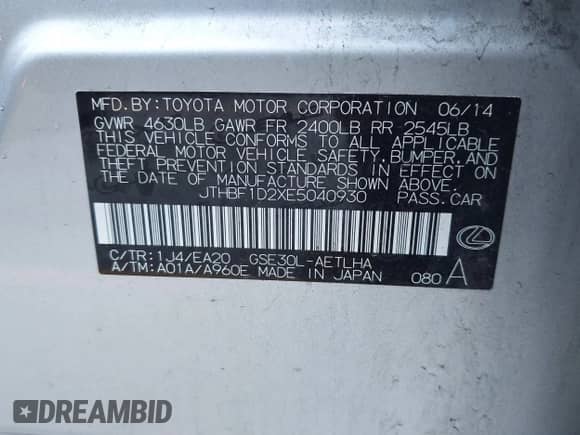 MFD.BY:TOYOTA MOTOR CORPORATION 06/14
GVWR 4630LB GAWR FR 2400LB RR 2545LB
THIS VEHICLE CONFORMS TO ALL APPLICABLE
FEDERAL MOTOR VEHICLE SAFETY,BUMPER,AND
THEFT PREVENTION STANDARDS IN EFFECT ON
THE DATE OF MANUFACTURE SHOWN ABOVE.
JTHBF1D2XE5040930 PASS.CAR
C/TR:1J4/EA20 GSE30L-AETLHA
A/TM:A01A/A960E MADE IN JAPAN 080 A
DREAMBID